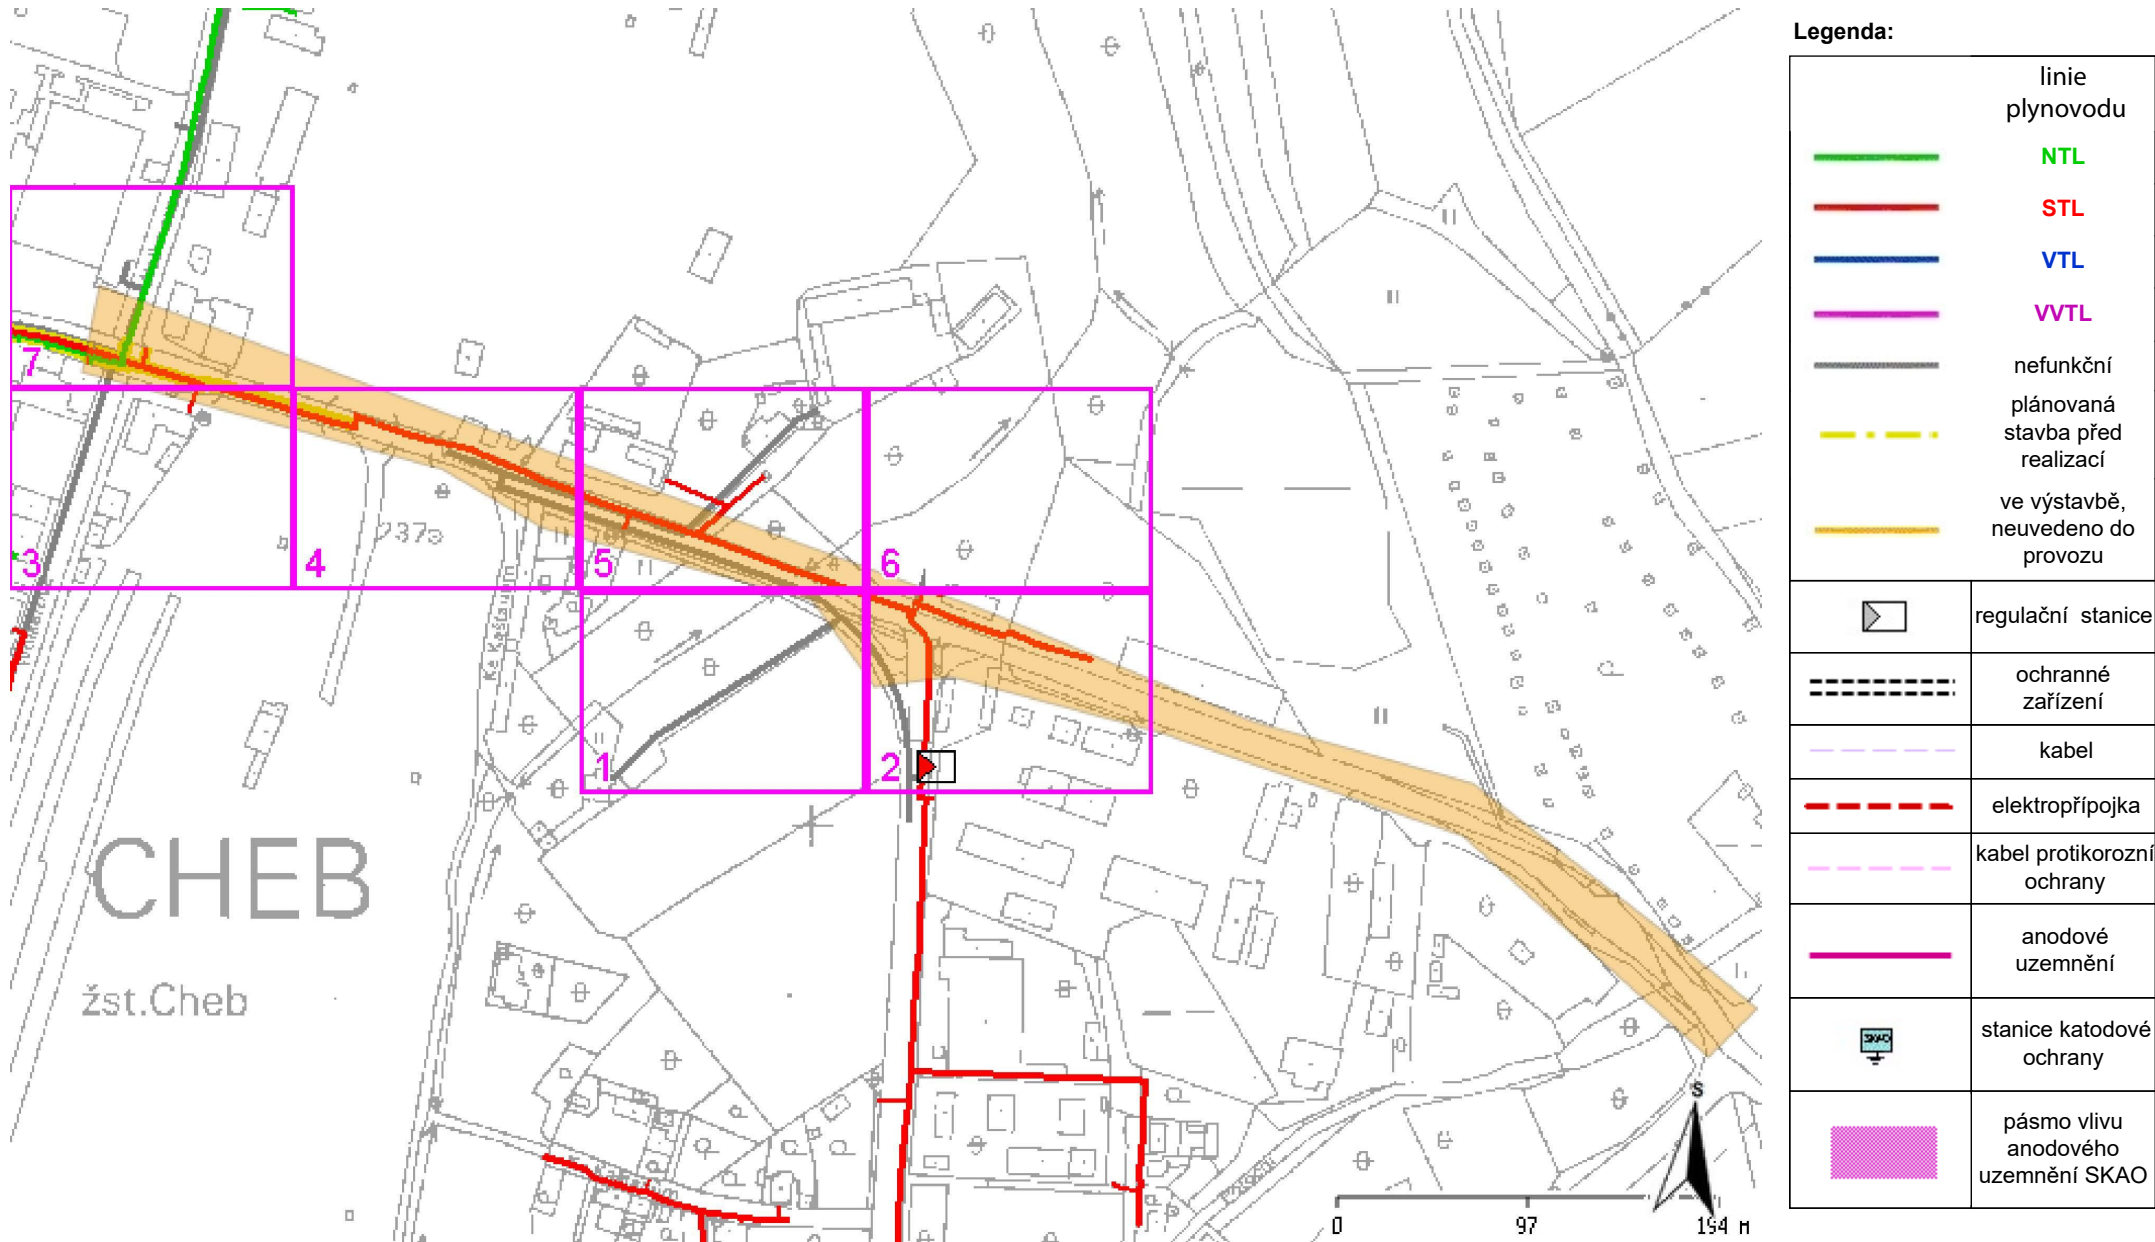 Legenda:
linie
plynovodu
NTL
STL
VTL
VVTL
nefunkční
plánovaná
stavba před
realizací
ve výstavbě,
neuvedeno do
provozu
regulační stanice
ochranné
zařízení
kabel
elektropřípojka
kabel protikorozní
ochrany
anodové
uzemnění
SKAO
stanice katodové
ochrany
pásmo vlivu
anodového
uzemnění SKAO
7
3
4
5
6
1
2
CHEB
žst.Cheb
S
0
97
194 M